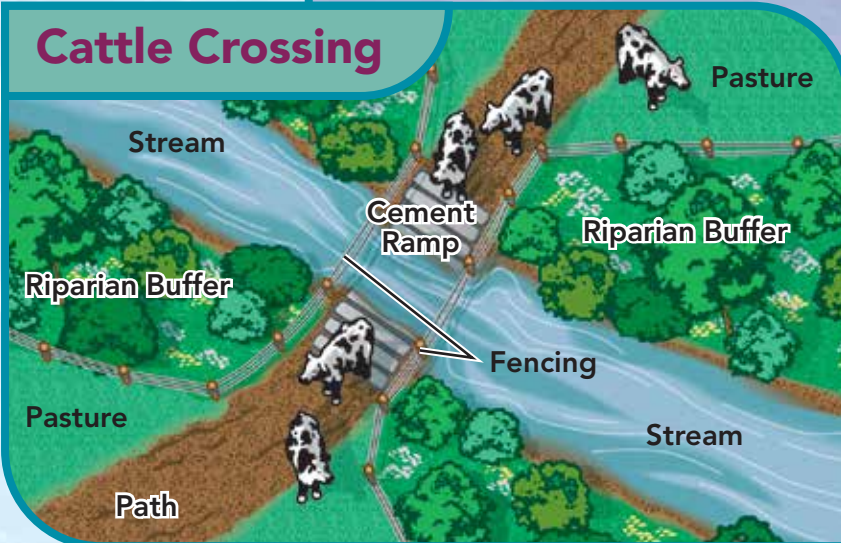 Cattle Crossing
Pasture
Stream
Cement
Ramp
Riparian Buffer
Riparian Buffer
Fencing
Pasture
Stream
Path